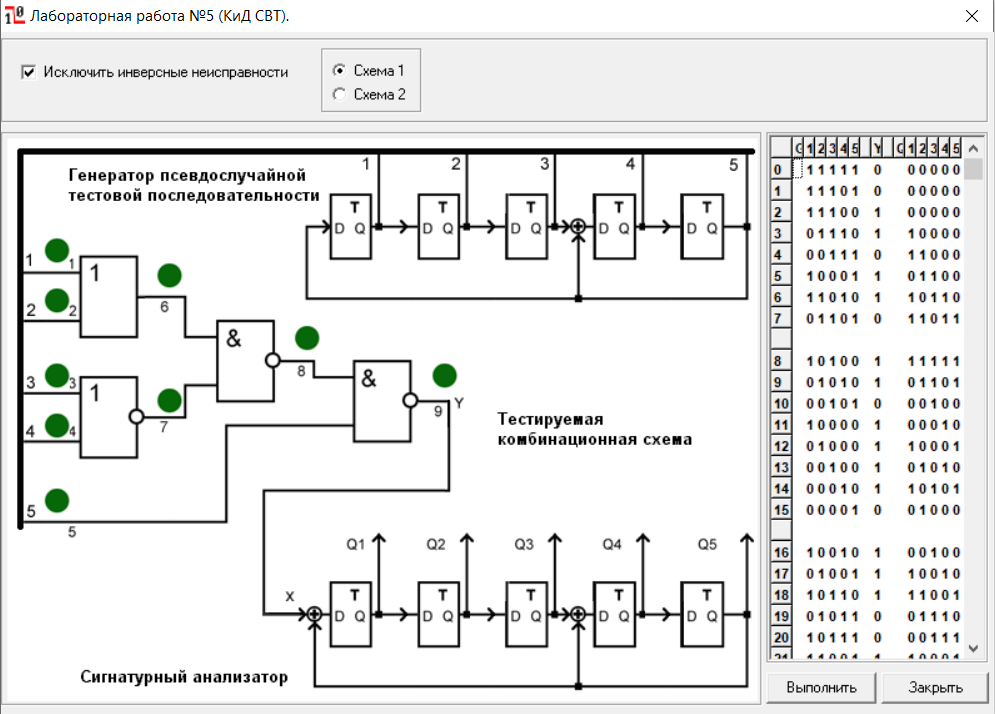 Лабораторная работа №5 (КиД СВТ).
Исключить инверсные неисправности
Схема 1
Схема 2
Генератор псевдослучайной
тестовой последовательности
1 2 3 4 5
T T T T T
D Q D Q D Q D Q D Q
1 1
2 2
3 3
4 4
5 5
1
1
6
7
&
8
&
9 Y
Тестируемая
комбинационная схема
Q1 Q2 Q3 Q4 Q5
X
T T T T T
D Q D Q D Q D Q D Q
Сигнатурный анализатор
1 2 3 4 5 Y 1 2 3 4 5
0 1 1 1 1 1 0 0 0 0 0 0
1 1 1 1 0 1 0 0 0 0 0 0
2 1 1 1 0 0 1 0 0 0 0 0
3 0 1 1 1 0 1 1 0 0 0 0
4 0 0 1 1 1 0 1 1 0 0 0
5 1 0 0 0 1 1 0 1 1 0 0
6 1 1 0 1 0 1 1 0 1 1 0
7 0 1 1 0 1 0 1 1 0 1 1
8 1 0 1 0 0 1 1 1 1 1 1
9 0 1 0 1 0 1 0 1 1 0 1
10 0 0 1 0 1 0 0 0 1 0 0
11 1 0 0 0 0 1 0 0 0 1 0
12 0 1 0 0 0 1 1 0 0 0 1
13 0 0 1 0 0 1 0 1 0 1 0
14 0 0 0 1 0 1 1 0 1 0 1
15 0 0 0 0 1 0 0 1 0 0 0
16 1 0 0 1 0 1 0 0 1 0 0
17 0 1 0 0 1 1 1 0 0 1 0
18 1 0 1 1 0 1 1 1 0 0 1
19 0 1 0 1 1 0 0 1 1 1 0
20 1 0 1 1 1 0 0 0 1 1 1
Выполнить
Закрыть